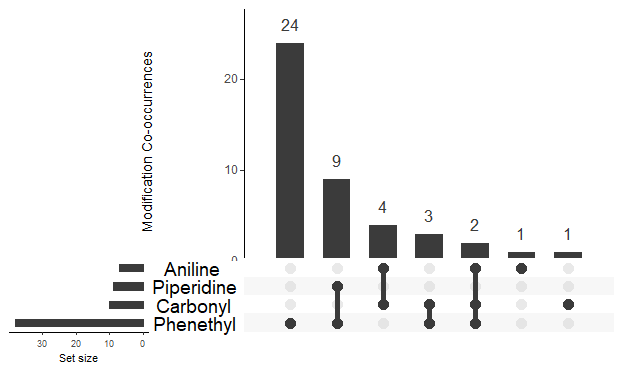 24
20
9
10
4
3
2
1
1
0
Modification Co-occurrences
Aniline
Piperidine
Carbonyl
Phenethyl
30 20 10 0
Set size